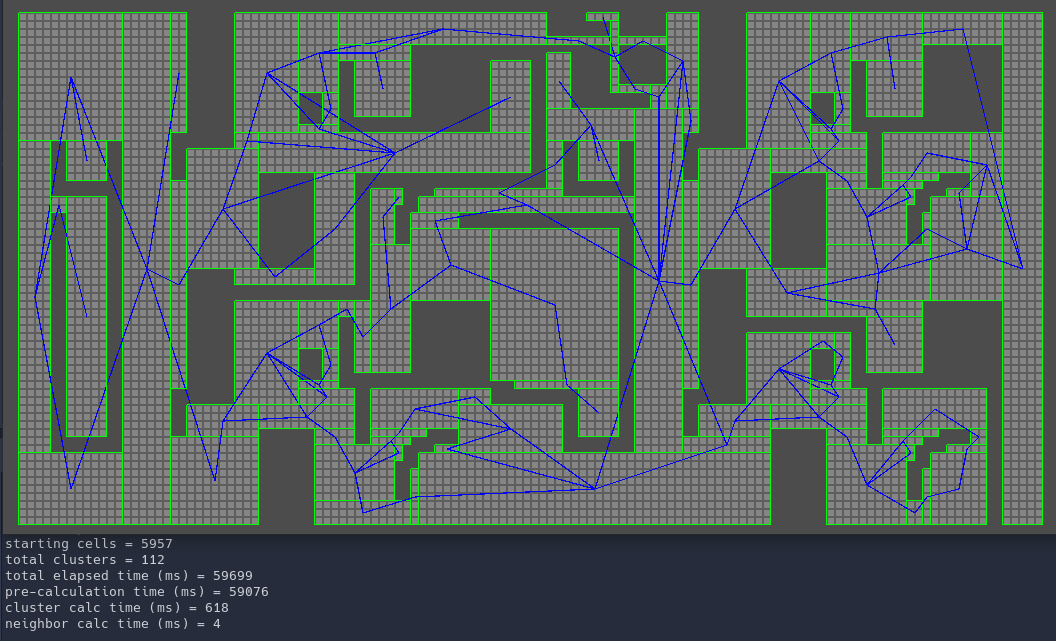 starting cells = 5957
total clusters = 112
total elapsed time (ms) = 59699
pre-calculation time (ms) = 59076
cluster calc time (ms) = 618
neighbor calc time (ms) = 4